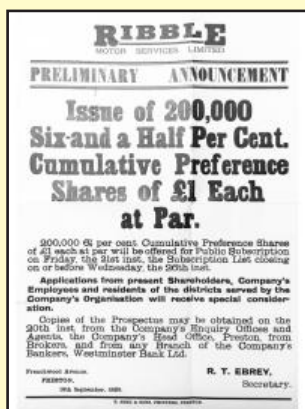 RIBBLE
MOTOR SERVICES LIMITED
PRELIMINARY ANNOUNCEMENT
Issue of 200,000
Six-and a Half Per Cent.
Cumulative Preference
Shares of £1 Each
at Par.
200,000 6½ per cent. Cumulative Preference Shares
of £1 each at par will be offered for Public Subscription
on Friday, the 21st inst., the Subscription List closing
on or before Wednesday, the 26th inst.
Applications from present Shareholders, Company's
Employees and residents of the districts served by the
Company's Organisation will receive special consider-
ation.
Copies of the Prospectus may be obtained on the
20th inst. from the Company's Enquiry Offices and
Agents, the Company's Head Office, Preston, from
Brokers, and from any Branch of the Company's
Bankers, Westminster Bank Ltd.
Frenchwood Avenue,
PRESTON,
September,
R. T. EBREY,
Secretary.